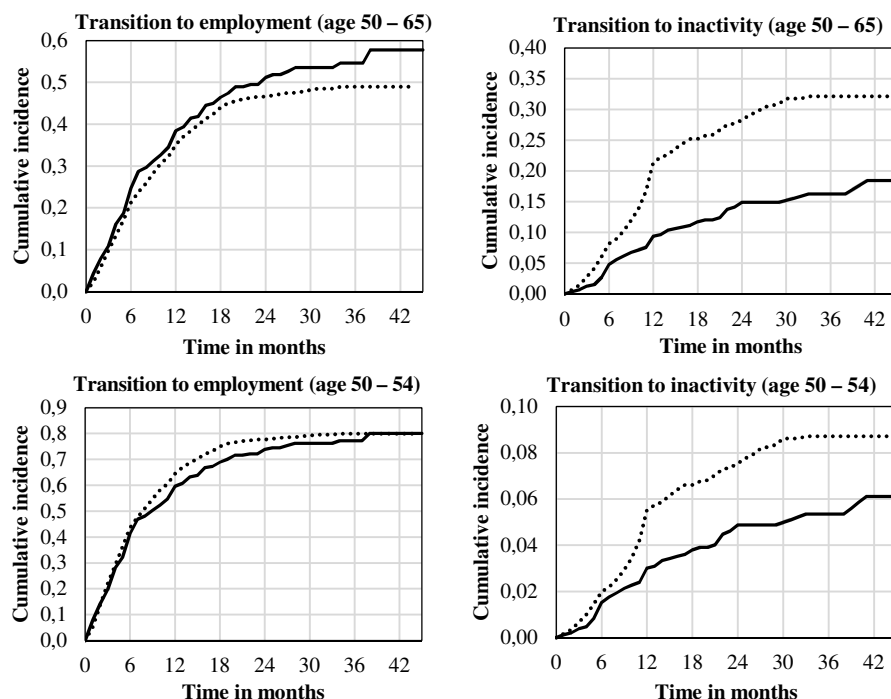 Transition to employment (age 50 – 65)
Cumulative incidence
0,6
0,5
0,4
0,3
0,2
0,1
0,0
0 6 12 18 24 30 36 42
Time in months
Transition to inactivity (age 50 – 65)
Cumulative incidence
0,40
0,35
0,30
0,25
0,20
0,15
0,10
0,05
0,00
0 6 12 18 24 30 36 42
Time in months
Transition to employment (age 50 – 54)
Cumulative incidence
0,9
0,8
0,7
0,6
0,5
0,4
0,3
0,2
0,1
0,0
0 6 12 18 24 30 36 42
Time in months
Transition to inactivity (age 50 – 54)
Cumulative incidence
0,10
0,08
0,06
0,04
0,02
0,00
0 6 12 18 24 30 36 42
Time in months